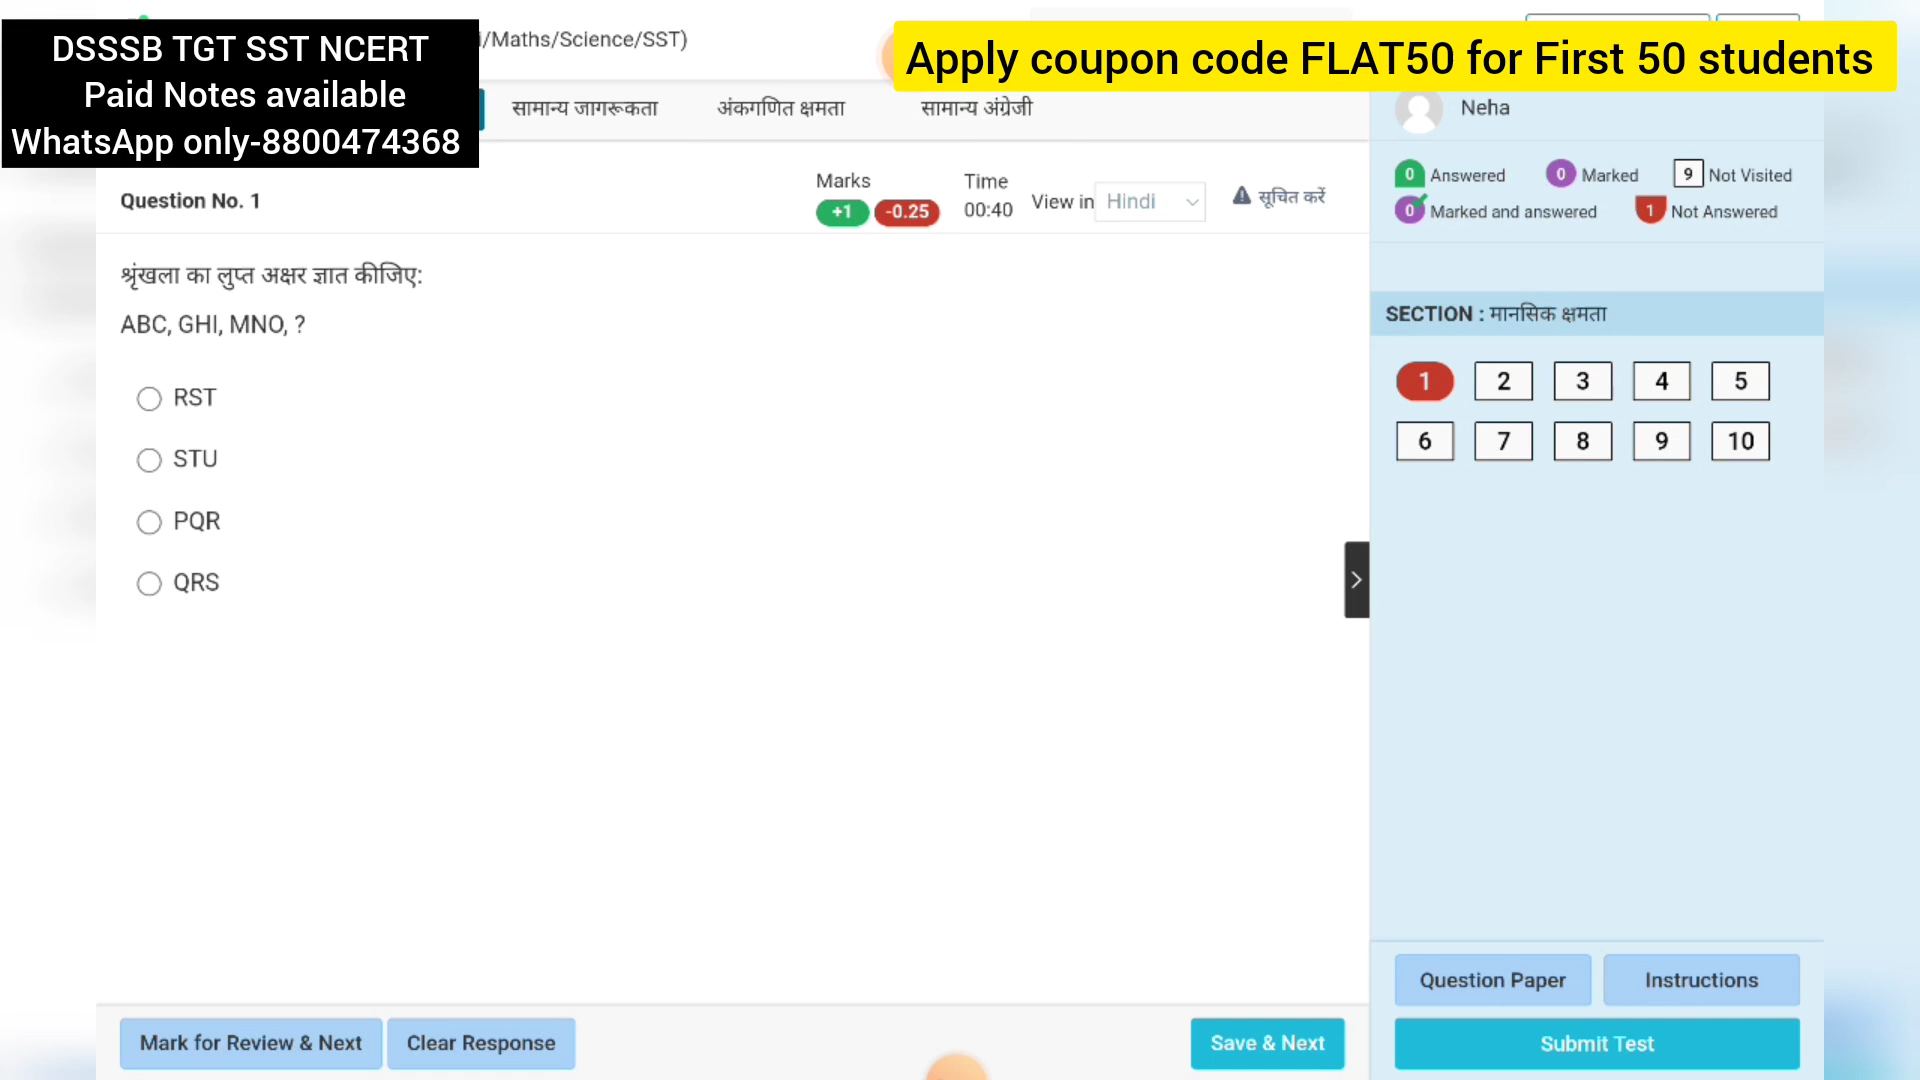 DSSSB TGT SST NCERT
Paid Notes available
WhatsApp only-8800474368
/Maths/Science/SST)
Apply coupon code FLAT50 for First 50 students
सामान्य जागरूकता अंकगणित क्षमता सामान्य अंग्रेजी
Neha
Question No. 1
Marks
+1 -0.25
Time
00:40
View in Hindi
सूचित करें
0 Answered 0 Marked 9 Not Visited
0 Marked and answered 1 Not Answered
श्रृंखला का लुप्त अक्षर ज्ञात कीजिए:
ABC, GHI, MNO, ?
RST
STU
PQR
QRS
SECTION : मानसिक क्षमता
1 2 3 4 5
6 7 8 9 10
Question Paper Instructions
Mark for Review & Next Clear Response Save & Next Submit Test